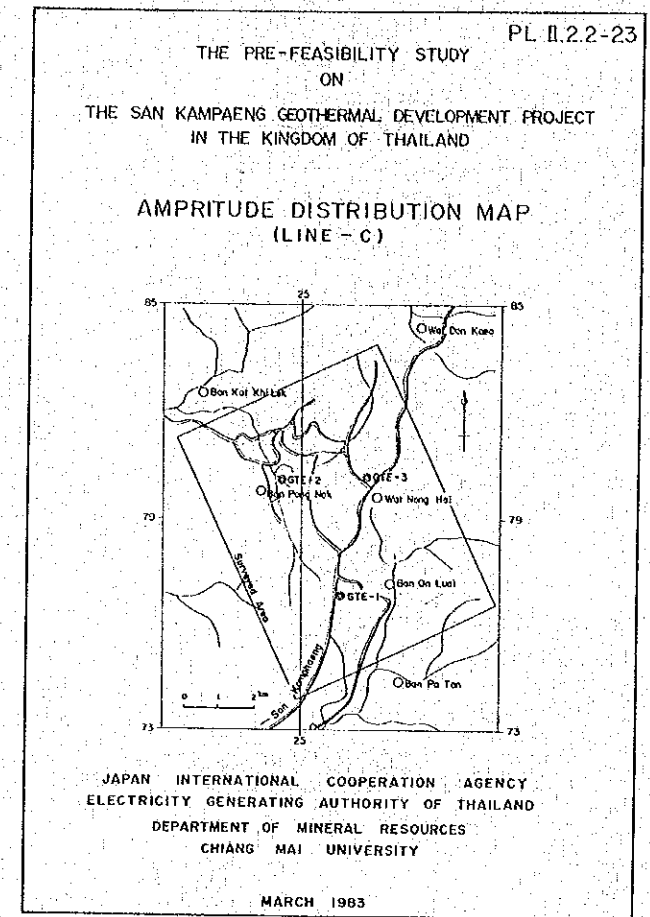 PL II.2.2-23
THE PRE-FEASIBILITY STUDY
ON
THE SAN KAMPAENG GEOTHERMAL DEVELOPMENT PROJECT
IN THE KINGDOM OF THAILAND
AMPRITUDE DISTRIBUTION MAP
(LINE-C)
25
85
85
Wat Don Kaeo
Ban Kat Khi Lek
GTE-2
GTE-3
Ban Pong Nok
Wat Nong Hoi
79
79
Surveyed Area
Ban On Luai
GTE-1
San Kamphaeng
Ban Pa Tan
0 1 2 km
73
73
25
JAPAN INTERNATIONAL COOPERATION AGENCY
ELECTRICITY GENERATING AUTHORITY OF THAILAND
DEPARTMENT OF MINERAL RESOURCES
CHIANG MAI UNIVERSITY
MARCH 1983